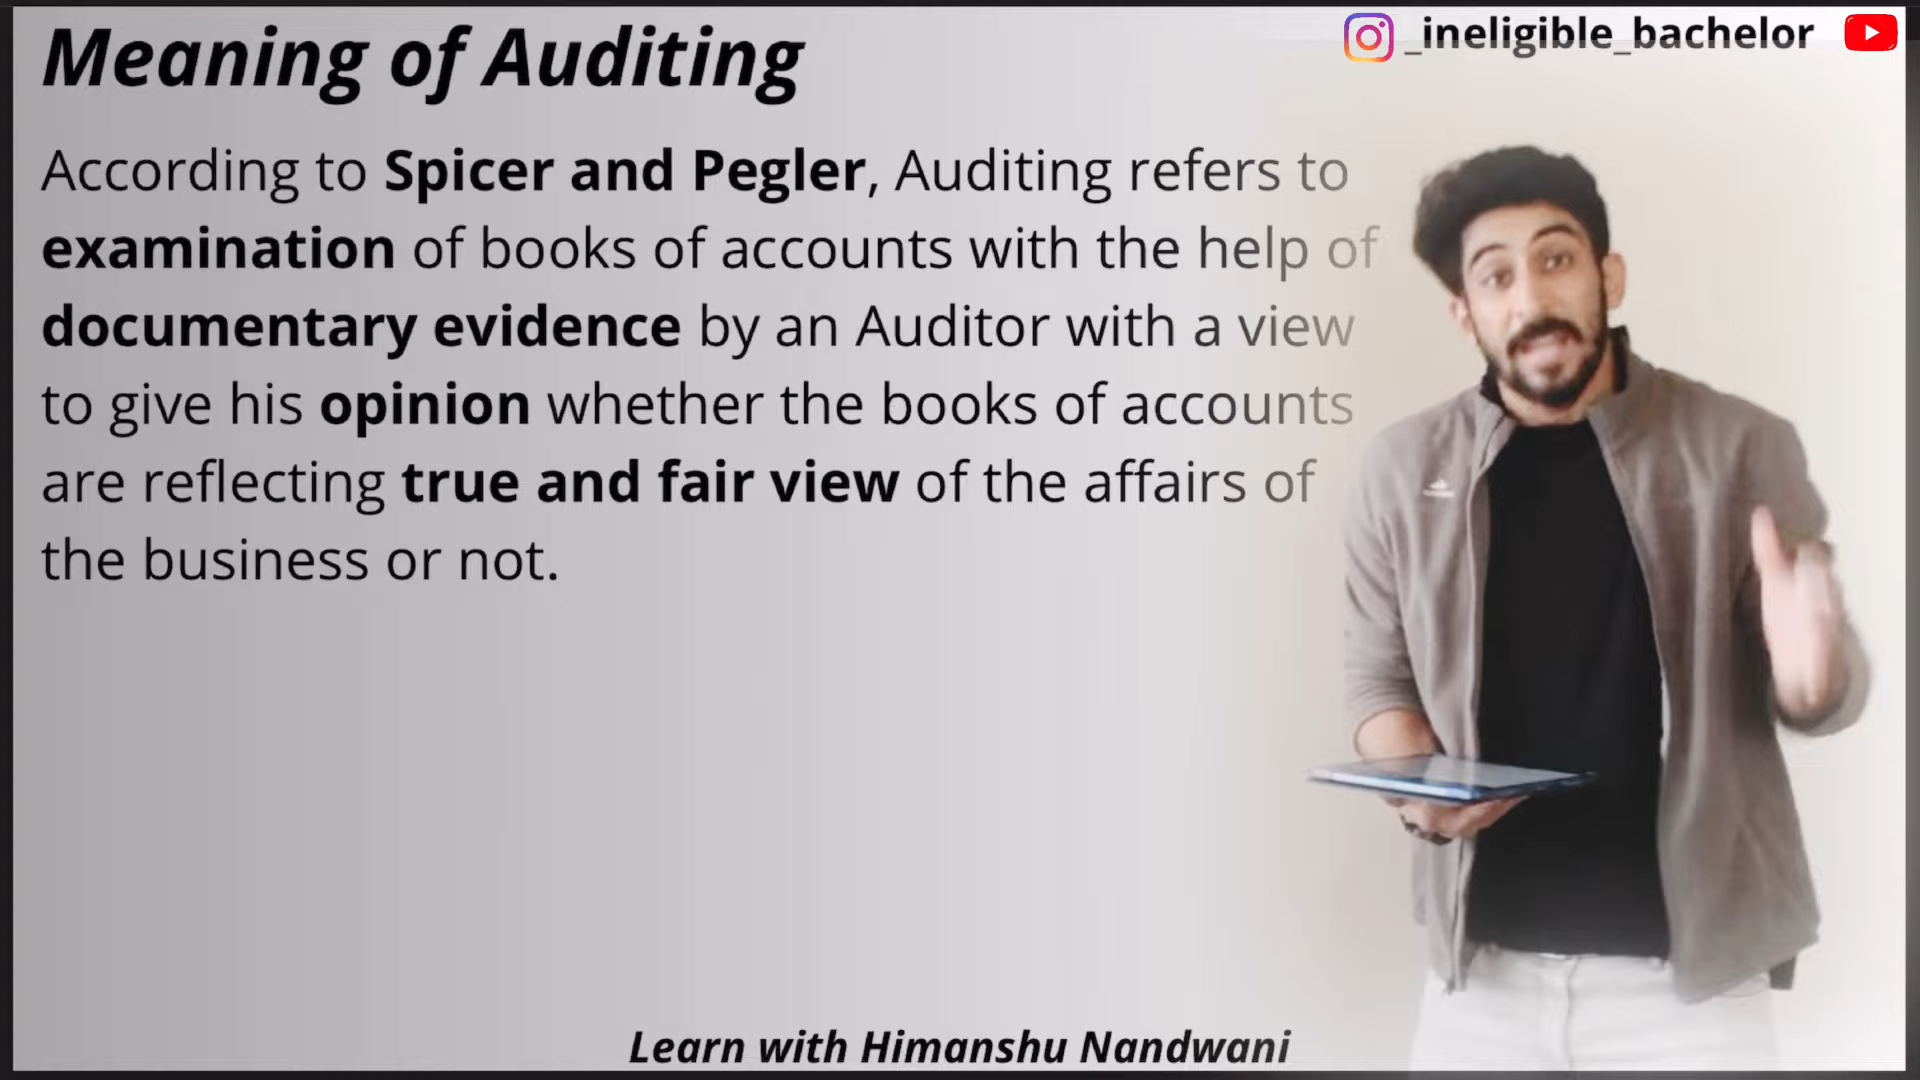 Meaning of Auditing
_ineligible_bachelor
According to Spicer and Pegler, Auditing refers to
examination of books of accounts with the help of
documentary evidence by an Auditor with a view
to give his opinion whether the books of accounts
are reflecting true and fair view of the affairs of
the business or not.
Learn with Himanshu Nandwani